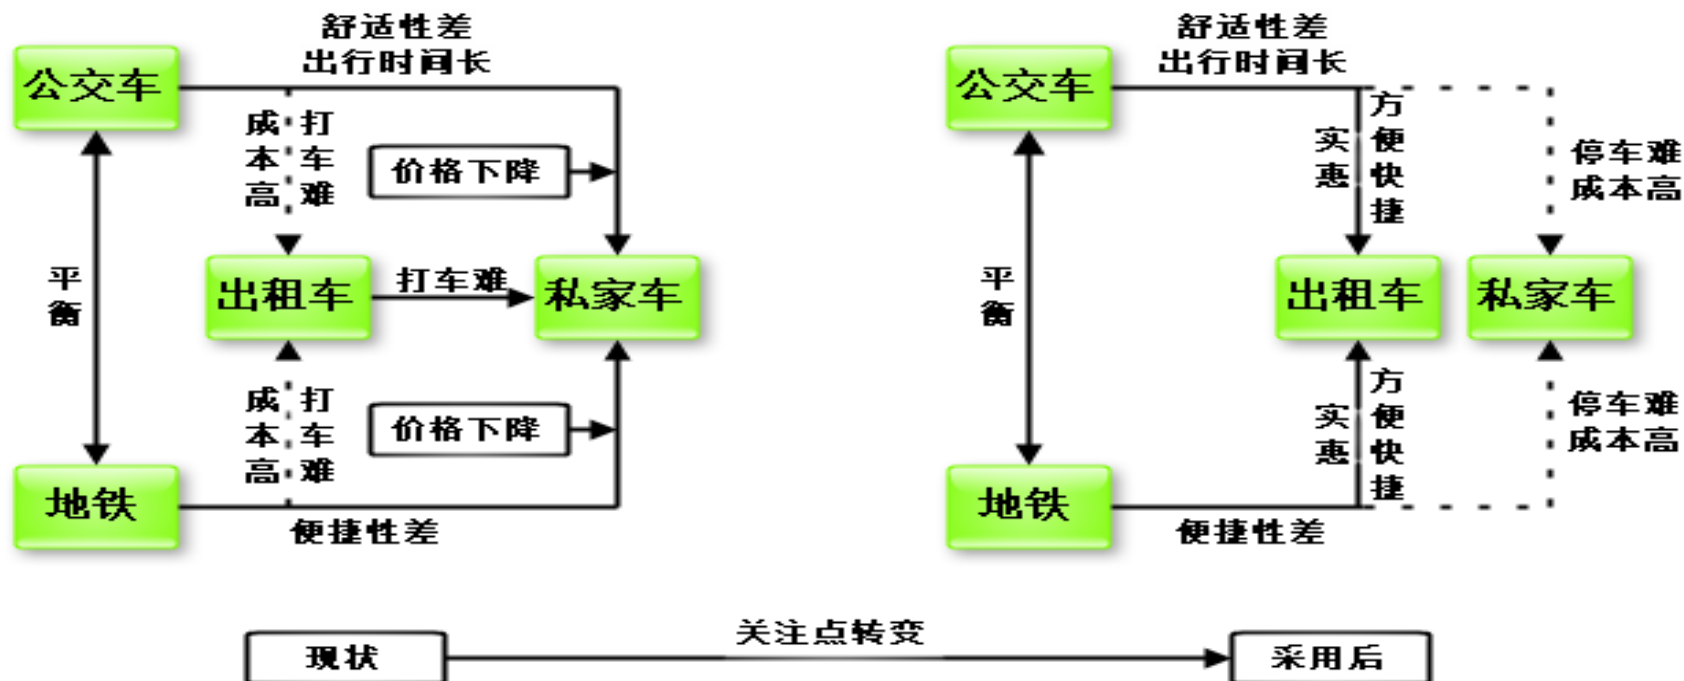 舒适性差
出行时间长
公交车
成本高
打车难
价格下降
平衡
出租车
打车难
私家车
成本高
打车难
价格下降
地铁
便捷性差
舒适性差
出行时间长
公交车
实惠
方便快捷
停车难
成本高
平衡
出租车
私家车
实惠
方便快捷
停车难
成本高
地铁
便捷性差
现状
关注点转变
采用后